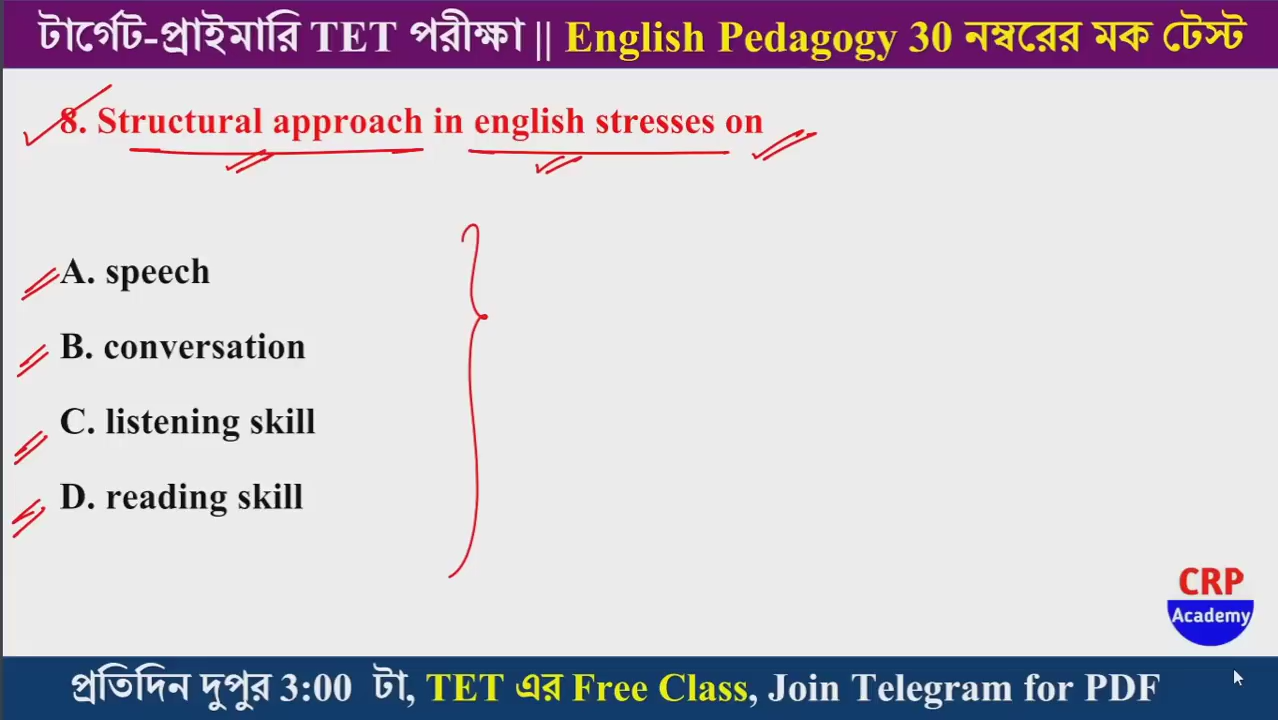 টার্গেট-প্রাইমারি TET পরীক্ষা || English Pedagogy 30 নম্বরের মক টেস্ট
8. Structural approach in english stresses on
A. speech
B. conversation
C. listening skill
D. reading skill
CRP
Academy
প্রতিদিন দুপুর 3:00 টা, TET এর Free Class, Join Telegram for PDF